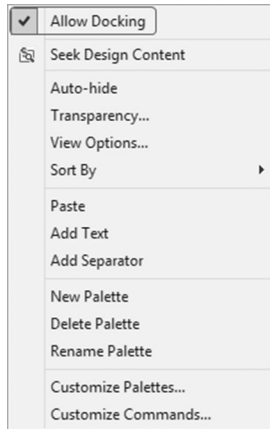 Allow Docking
Seek Design Content
Auto-hide
Transparency...
View Options...
Sort By
Paste
Add Text
Add Separator
New Palette
Delete Palette
Rename Palette
Customize Palettes...
Customize Commands...